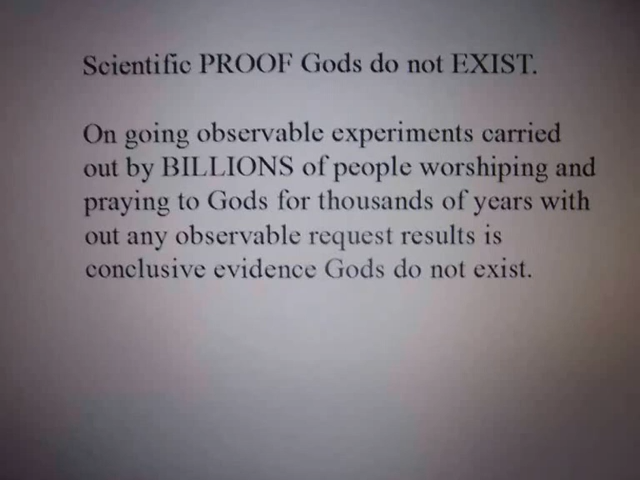 Scientific PROOF Gods do not EXIST.
On going observable experiments carried
out by BILLIONS of people worshiping and
praying to Gods for thousands of years with
out any observable request results is
conclusive evidence Gods do not exist.